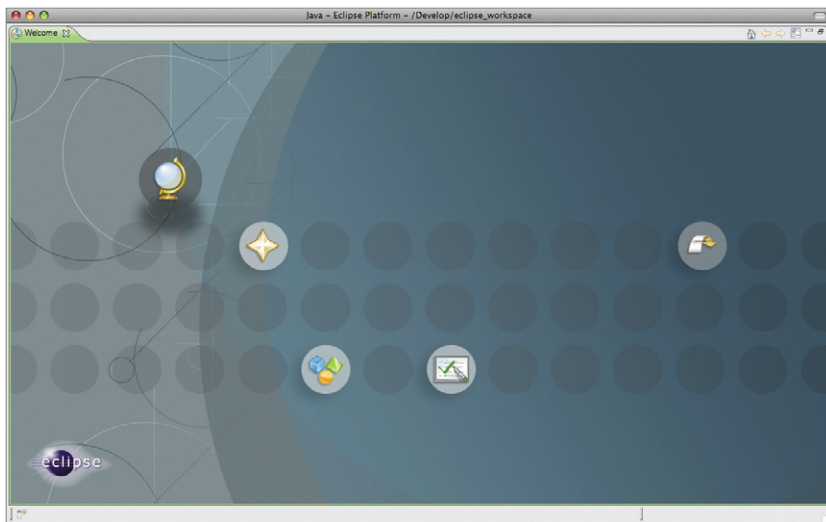 Java – Eclipse Platform – /Develop/eclipse_workspace
Welcome
eclipse